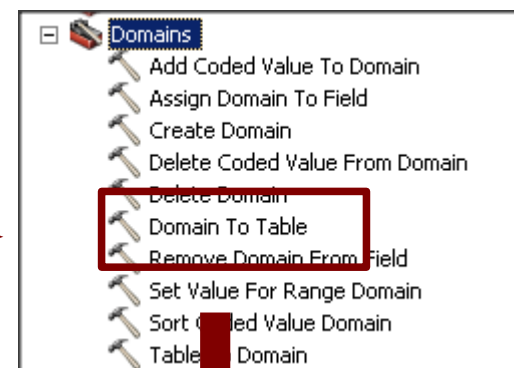 Domains
Add Coded Value To Domain
Assign Domain To Field
Create Domain
Delete Coded Value From Domain
Delete Domain
Domain To Table
Remove Domain From Field
Set Value For Range Domain
Sort Coded Value Domain
Table Domain